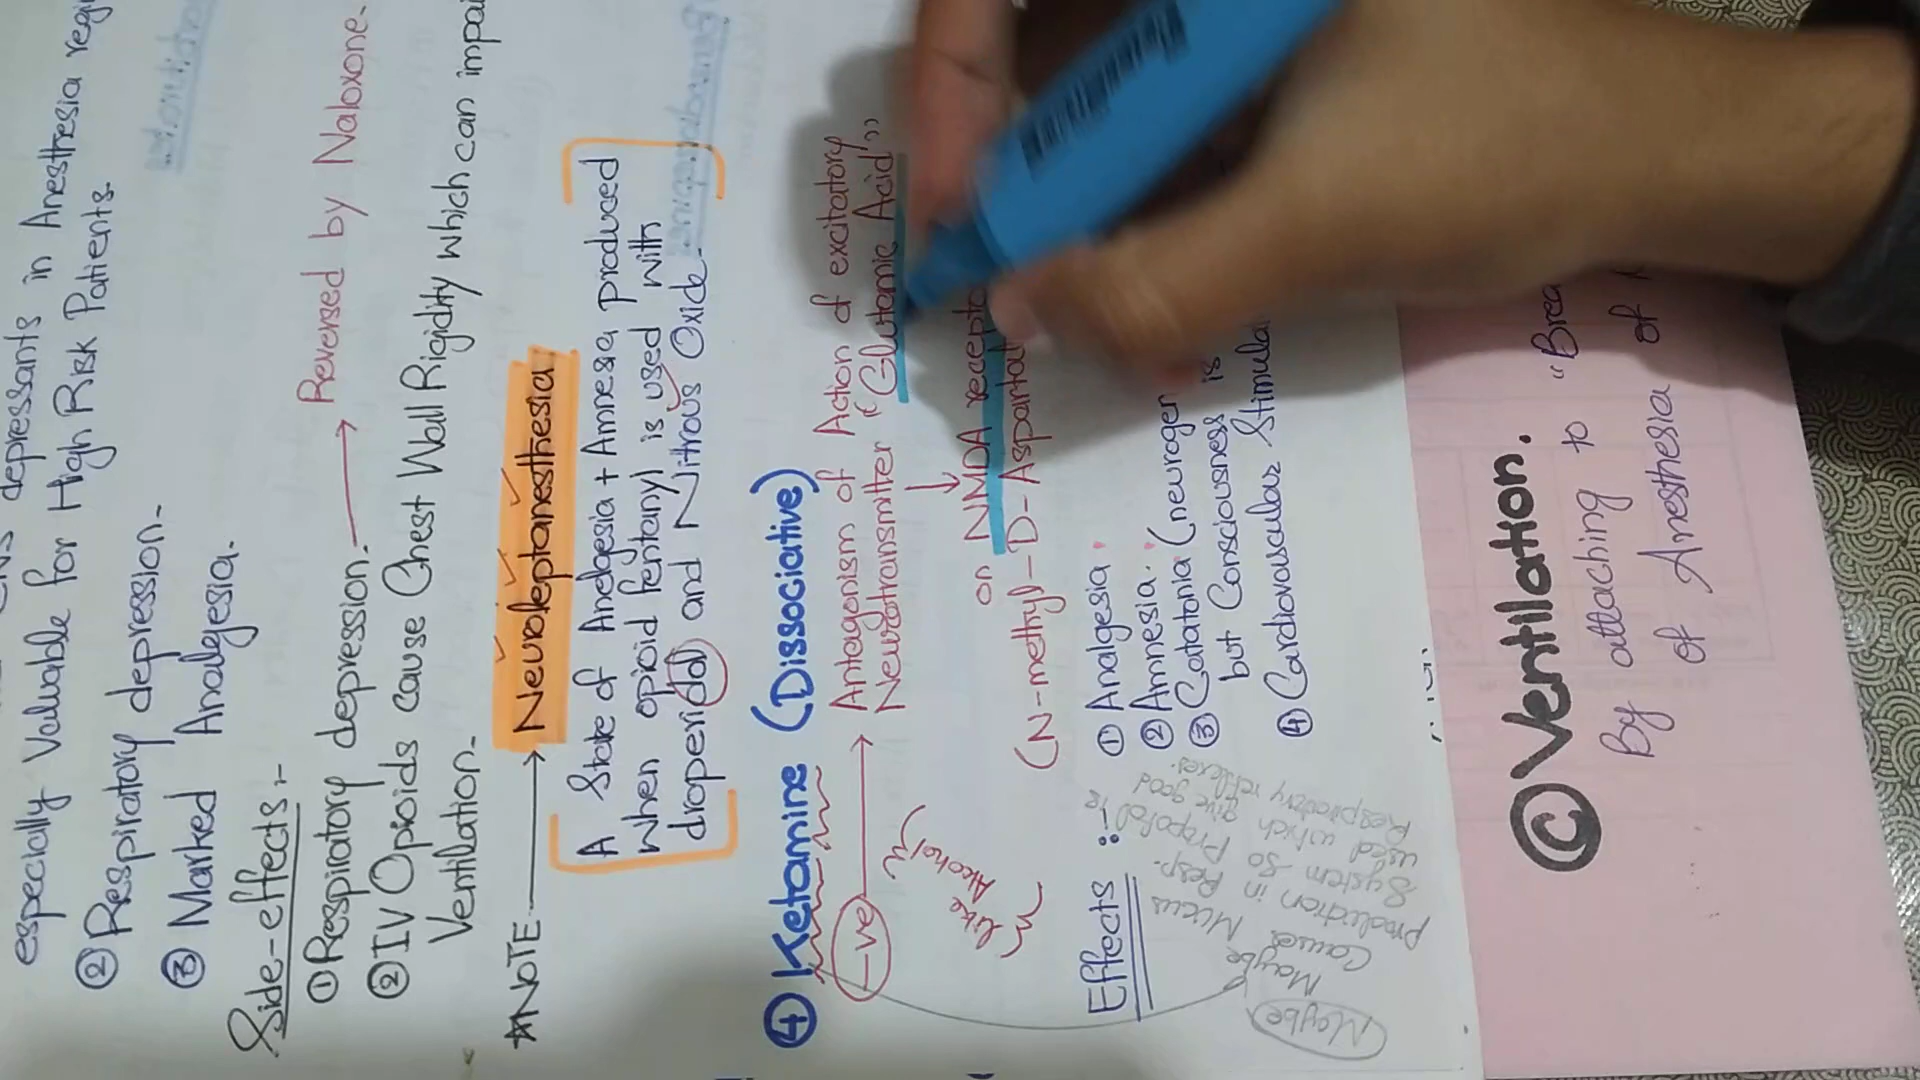 especially Valuable for High Risk Patients.
depressants in Anesthesia
② Respiratory depression.
③ Marked Analgesia.
Side-effects :-
① Respiratory depression. → Reversed by Naloxone.
② IV Opioids cause Chest Wall Rigidity which can
Ventilation.
*NOTE → Neuroleptanesthesia
A State of Analgesia + Amnesia produced
when opioid fentanyl is used with
droperidol and Nitrous Oxide.
④ Ketamine (Dissociative)
-ve → Antagonism of Action of excitatory
Neurotransmitter "Glutamic Acid"
on NMDA
(N-methyl-D-
like Alcohol
Effects :-
① Analgesia.
② Amnesia.
③ Catatonia
but Consciousness is
④ Cardiovascular
Maybe
Maybe
Causes Mucus
production in Resp.
System So Propofol is
used which give good
Respiratory reflexes.
Ⓒ Ventillation.
By attaching to
of Anesthesia of